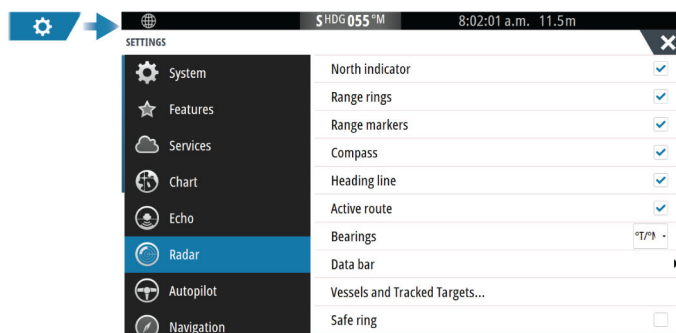 S HDG 055 °M 8:02:01 a.m. 11.5m
SETTINGS
System
Features
Services
Chart
Echo
Radar
Autopilot
Navigation
North indicator
Range rings
Range markers
Compass
Heading line
Active route
Bearings
Data bar
Vessels and Tracked Targets...
Safe ring